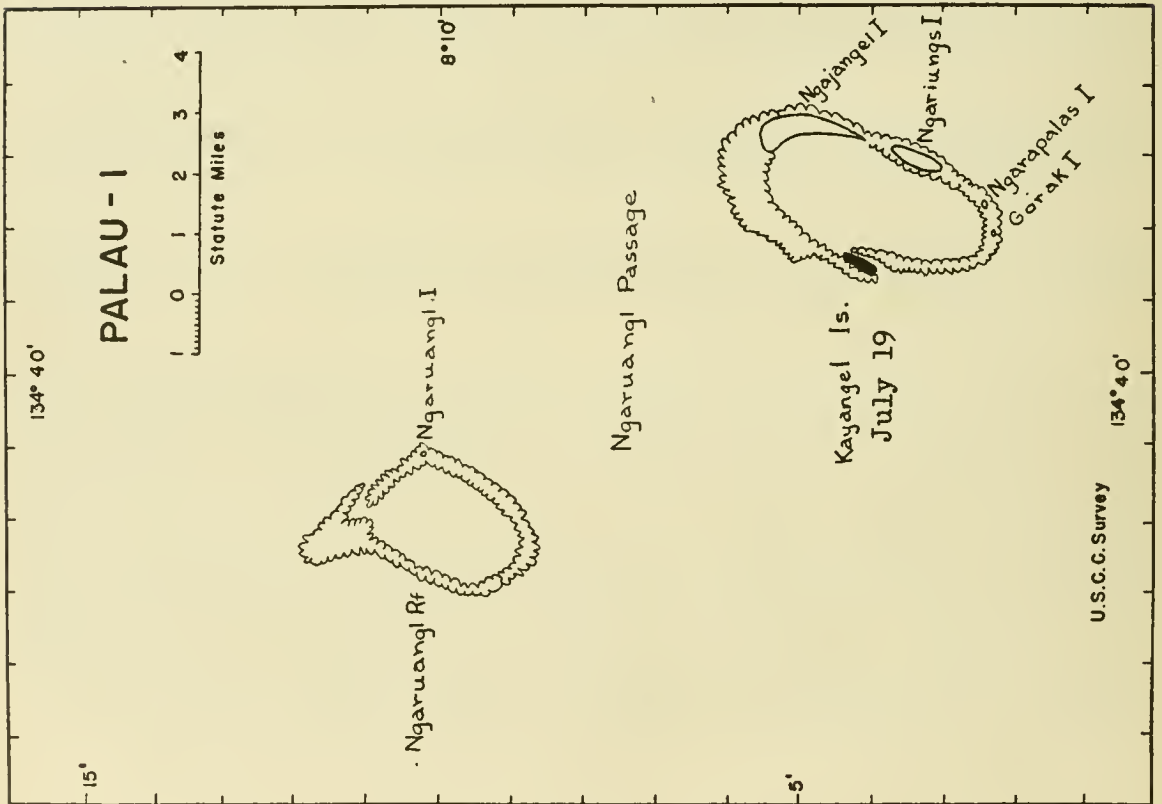 PALAU - I
1 0 1 2 3 4
Statute Miles
134° 40'
15'
8° 10'
Ngaruangl Rf
Ngaruangl I
Ngaruangl Passage
5'
Kayangel Is.
July 19
Ngajangel I
Ngariungs I
Ngarapalas I
Gorak I
134° 40'
U.S.C.C. Survey